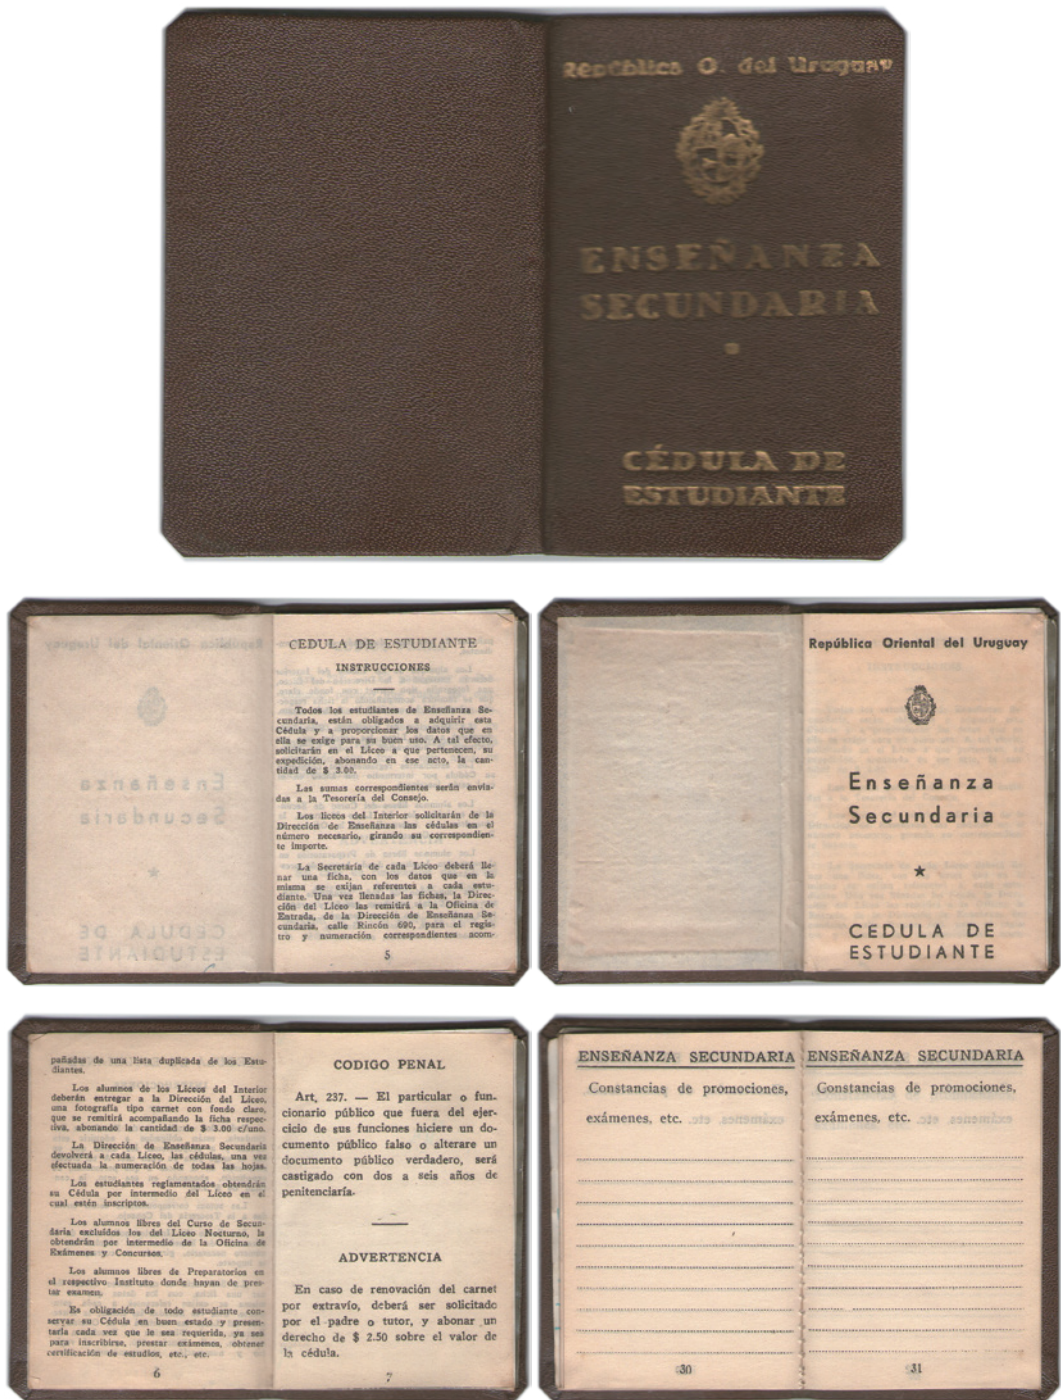 República O. del Uruguay
ENSEÑANZA
SECUNDARIA
CÉDULA DE
ESTUDIANTE
CEDULA DE ESTUDIANTE
INSTRUCCIONES
Todos los estudiantes de Enseñanza Se-
cundaria, están obligados a adquirir esta
Cédula y a proporcionar los datos que en
ella se exige para su buen uso. A tal efecto,
solicitarán en el Liceo a que pertenecen, su
expedición, abonando en ese acto, la can-
tidad de $ 3.00.
Las sumas correspondientes serán envia-
das a la Tesorería del Consejo.
Los liceos del Interior solicitarán de la
Dirección de Enseñanza las cédulas en el
número necesario, girando su correspondien-
te importe.
La Secretaría de cada Liceo deberá lle-
nar una ficha, con los datos que en la
misma se exijan referentes a cada estu-
diante. Una vez llenadas las fichas, la Direc-
ción del Liceo las remitirá a la Oficina de
Entrada, de la Dirección de Enseñanza Se-
cundaria, calle Rincón 690, para el regis-
tro y numeración correspondientes acom-
5
República Oriental del Uruguay
Enseñanza
Secundaria
★
CEDULA DE
ESTUDIANTE
pañadas de una lista duplicada de los Estu-
diantes.
Los alumnos de los Liceos del Interior
deberán entregar a la Dirección del Liceo,
una fotografía tipo carnet con fondo claro,
que se remitirá acompañando la ficha respec-
tiva, abonando la cantidad de $ 3.00 c/uno.
La Dirección de Enseñanza Secundaria
devolverá a cada Liceo, las cédulas, una vez
efectuada la numeración de todas las hojas.
Los estudiantes reglamentados obtendrán
su Cédula por intermedio del Liceo en el
cual estén inscriptos.
Los alumnos libres del Curso de Secun-
daria excluidos los del Liceo Nocturno, la
obtendrán por intermedio de la Oficina de
Exámenes y Concursos.
Los alumnos libres de Preparatorios en
el respectivo Instituto donde hayan de pres-
tar examen.
Es obligación de todo estudiante con-
servar su Cédula en buen estado y presen-
tarla cada vez que le sea requerida, ya sea
para inscribirse, prestar exámenes, obtener
certificación de estudios, etc., etc.
6
CODIGO PENAL
Art, 237. — El particular o fun-
cionario público que fuera del ejer-
cicio de sus funciones hiciere un do-
cumento público falso o alterare un
documento público verdadero, será
castigado con dos a seis años de
penitenciaría.
ADVERTENCIA
En caso de renovación del carnet
por extravío, deberá ser solicitado
por el padre o tutor, y abonar un
derecho de $ 2.50 sobre el valor de
la cédula.
7
ENSEÑANZA SECUNDARIA
Constancias de promociones,
exámenes, etc.
30
ENSEÑANZA SECUNDARIA
Constancias de promociones,
exámenes, etc.
31